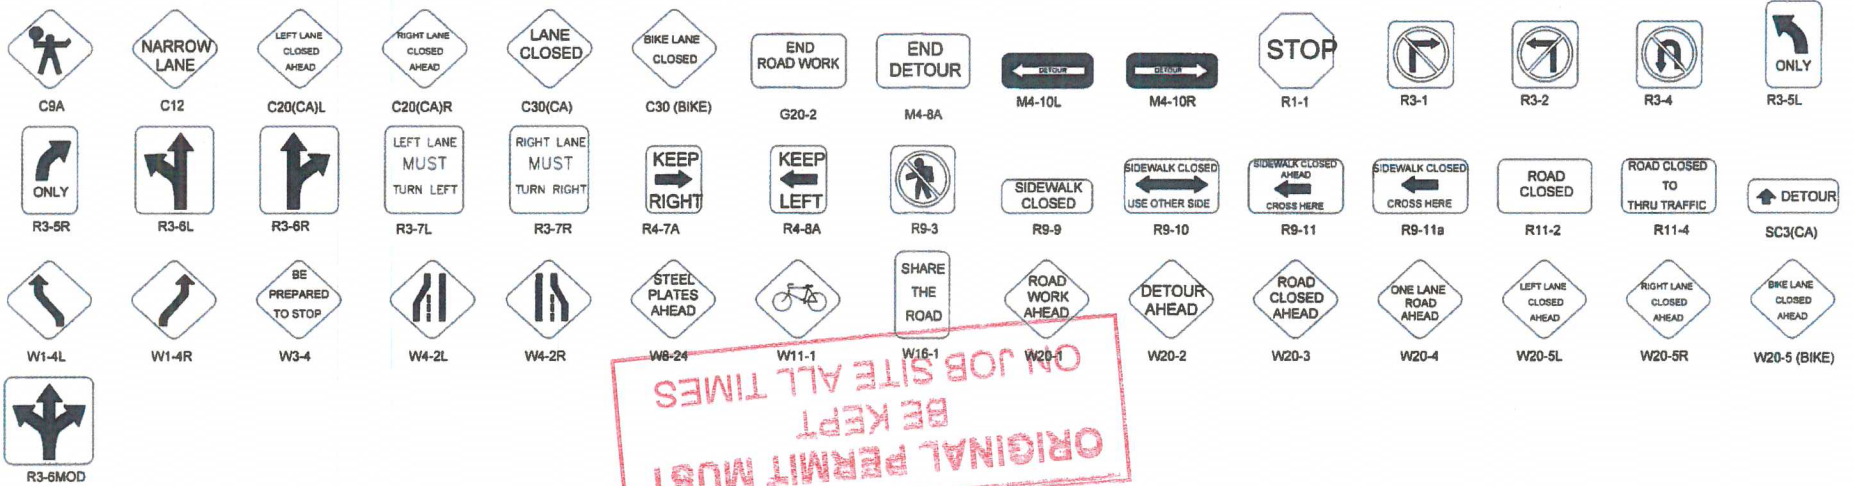 NARROW
LANE
LEFT LANE
CLOSED
AHEAD
RIGHT LANE
CLOSED
AHEAD
LANE
CLOSED
BIKE LANE
CLOSED
END
ROAD WORK
END
DETOUR
DETOUR
DETOUR
STOP
ONLY
C9A
C12
C20(CA)L
C20(CA)R
C30(CA)
C30 (BIKE)
G20-2
M4-8A
M4-10L
M4-10R
R1-1
R3-1
R3-2
R3-4
R3-5L
ONLY
LEFT LANE
MUST
TURN LEFT
RIGHT LANE
MUST
TURN RIGHT
KEEP
RIGHT
KEEP
LEFT
SIDEWALK
CLOSED
SIDEWALK CLOSED
USE OTHER SIDE
SIDEWALK CLOSED
AHEAD
CROSS HERE
SIDEWALK CLOSED
CROSS HERE
ROAD
CLOSED
ROAD CLOSED
TO
THRU TRAFFIC
DETOUR
R3-5R
R3-6L
R3-6R
R3-7L
R3-7R
R4-7A
R4-8A
R9-3
R9-9
R9-10
R9-11
R9-11a
R11-2
R11-4
SC3(CA)
BE
PREPARED
TO STOP
STEEL
PLATES
AHEAD
SHARE
THE
ROAD
ROAD
WORK
AHEAD
DETOUR
AHEAD
ROAD
CLOSED
AHEAD
ONE LANE
ROAD
AHEAD
LEFT LANE
CLOSED
AHEAD
RIGHT LANE
CLOSED
AHEAD
BIKE LANE
CLOSED
AHEAD
W1-4L
W1-4R
W3-4
W4-2L
W4-2R
W8-24
W11-1
W16-1
W20-1
W20-2
W20-3
W20-4
W20-5L
W20-5R
W20-5 (BIKE)
R3-6MOD
ORIGINAL PERMIT MUST
BE KEPT
ON JOB SITE ALL TIMES